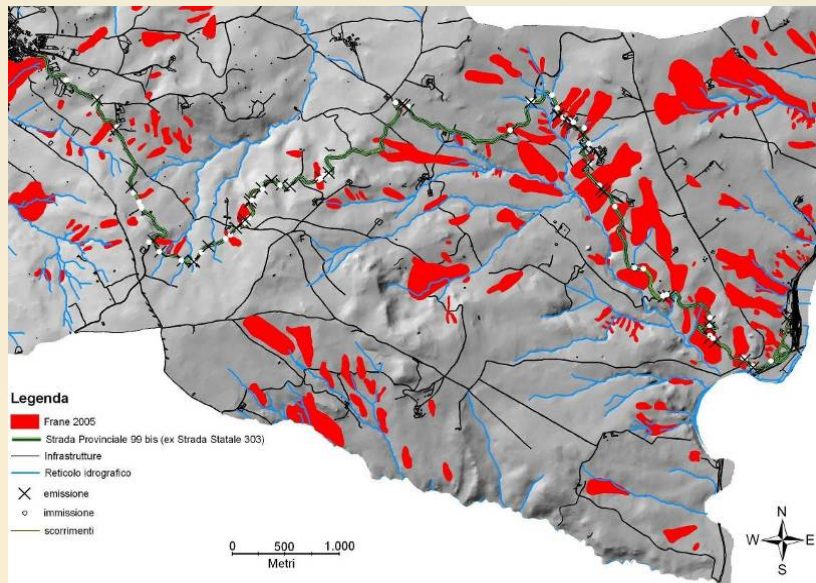 Legenda
Frane 2005
Strada Provinciale 99 bis (ex Strada Statale 303)
Infrastrutture
Reticolo idrografico
emissione
immissione
scorrimenti
0 500 1.000
Metri
N
W E
S